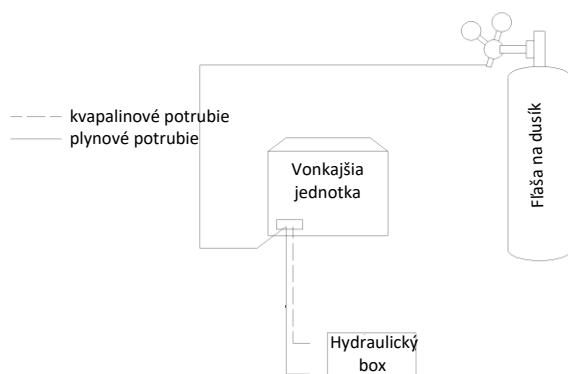 kvapalinové potrubie
plynové potrubie
Vonkajšia
jednotka
Fľaša na dusík
Hydraulický
box